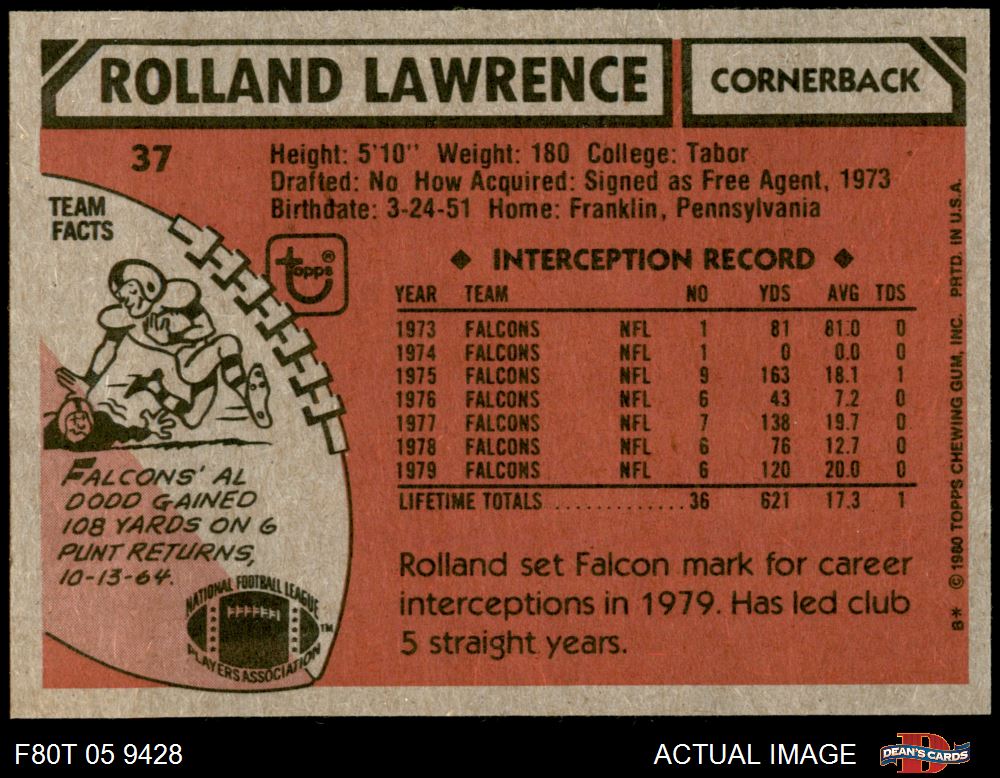 ROLLAND LAWRENCE
CORNERBACK
37
Height: 5'10" Weight: 180 College: Tabor
Drafted: No How Acquired: Signed as Free Agent, 1973
Birthdate: 3-24-51 Home: Franklin, Pennsylvania
TEAM
FACTS
topps®
◆ INTERCEPTION RECORD ◆
YEAR TEAM NO YDS AVG TDS
1973 FALCONS NFL 1 81 81.0 0
1974 FALCONS NFL 1 0 0.0 0
1975 FALCONS NFL 9 163 18.1 1
1976 FALCONS NFL 6 43 7.2 0
1977 FALCONS NFL 7 138 19.7 0
1978 FALCONS NFL 6 76 12.7 0
1979 FALCONS NFL 6 120 20.0 0
LIFETIME TOTALS ............ 36 621 17.3 1
FALCONS' AL
DODD GAINED
108 YARDS ON 6
PUNT RETURNS,
10-13-64.
NATIONAL FOOTBALL LEAGUE
PLAYERS ASSOCIATION
TM
Rolland set Falcon mark for career
interceptions in 1979. Has led club
5 straight years.
B* © 1980 TOPPS CHEWING GUM, INC. PRTD. IN U.S.A.
F80T 05 9428
ACTUAL IMAGE
DEAN'S CARDS